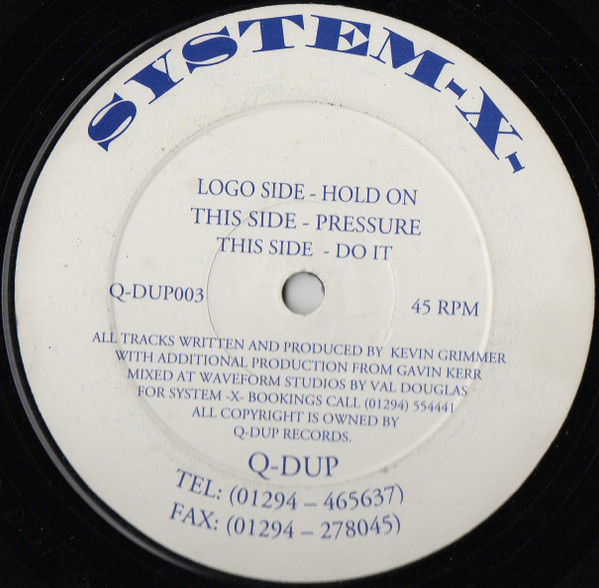 SYSTEM-X-
LOGO SIDE - HOLD ON
THIS SIDE - PRESSURE
THIS SIDE - DO IT
Q-DUP003
45 RPM
ALL TRACKS WRITTEN AND PRODUCED BY KEVIN GRIMMER
WITH ADDITIONAL PRODUCTION FROM GAVIN KERR
MIXED AT WAVEFORM STUDIOS BY VAL DOUGLAS
FOR SYSTEM -X- BOOKINGS CALL (01294) 554441
ALL COPYRIGHT IS OWNED BY
Q-DUP RECORDS.
Q-DUP
TEL: (01294 – 465637)
FAX: (01294 – 278045)